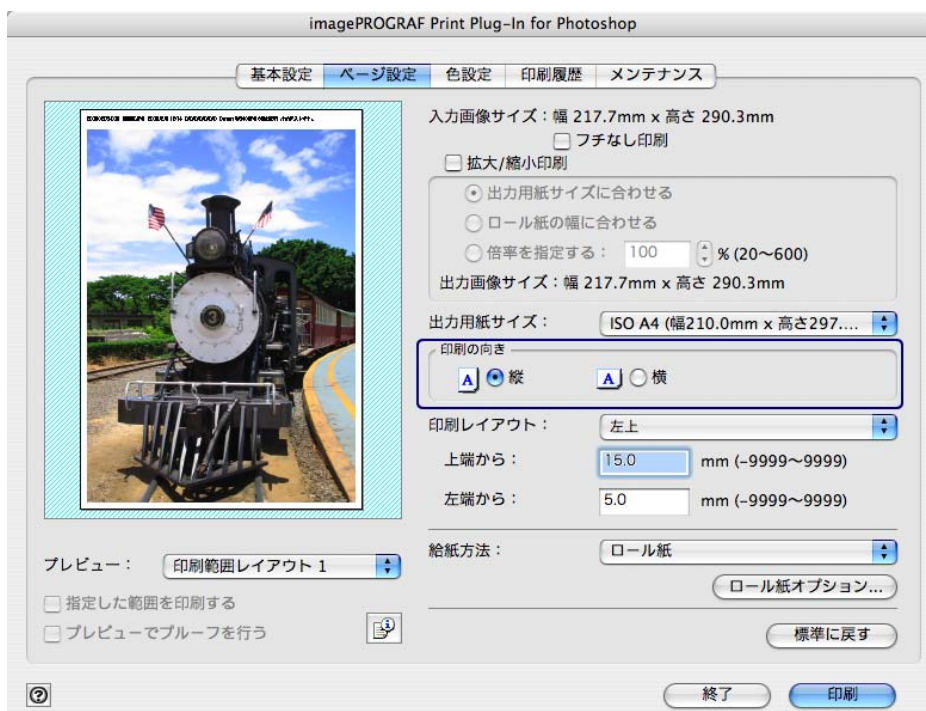 imagePROGRAF Print Plug-In for Photoshop
基本設定 ページ設定 色設定 印刷履歴 メンテナンス
入力画像サイズ：幅 217.7mm x 高さ 290.3mm
フチなし印刷
拡大/縮小印刷
出力用紙サイズに合わせる
ロール紙の幅に合わせる
倍率を指定する： 100 % (20～600)
出力画像サイズ：幅 217.7mm x 高さ 290.3mm
出力用紙サイズ： ISO A4 (幅210.0mm x 高さ297....
印刷の向き
A 縦 A 横
印刷レイアウト： 左上
上端から： 15.0 mm (-9999～9999)
左端から： 5.0 mm (-9999～9999)
給紙方法： ロール紙
ロール紙オプション...
標準に戻す
3
プレビュー： 印刷範囲レイアウト 1
指定した範囲を印刷する
プレビューでプルーフを行う
? 終了 印刷